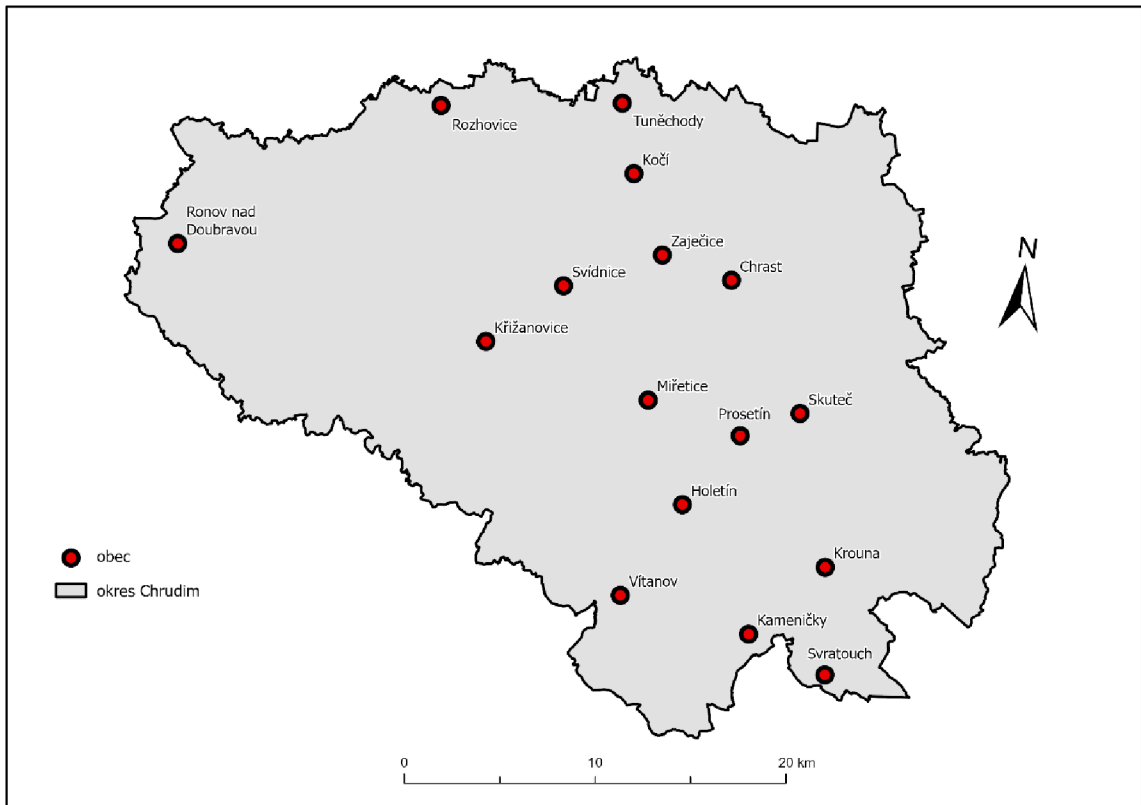 Rozhovice
Tuněchody
Kočí
Ronov nad
Doubravou
Zaječice
Chrast
Svídnice
N
Křižanovice
Miřetice
Skuteč
Prosetín
Holetín
obec
Krouna
okres Chrudim
Vítanov
Kameničky
Svratouch
0
10
20 km